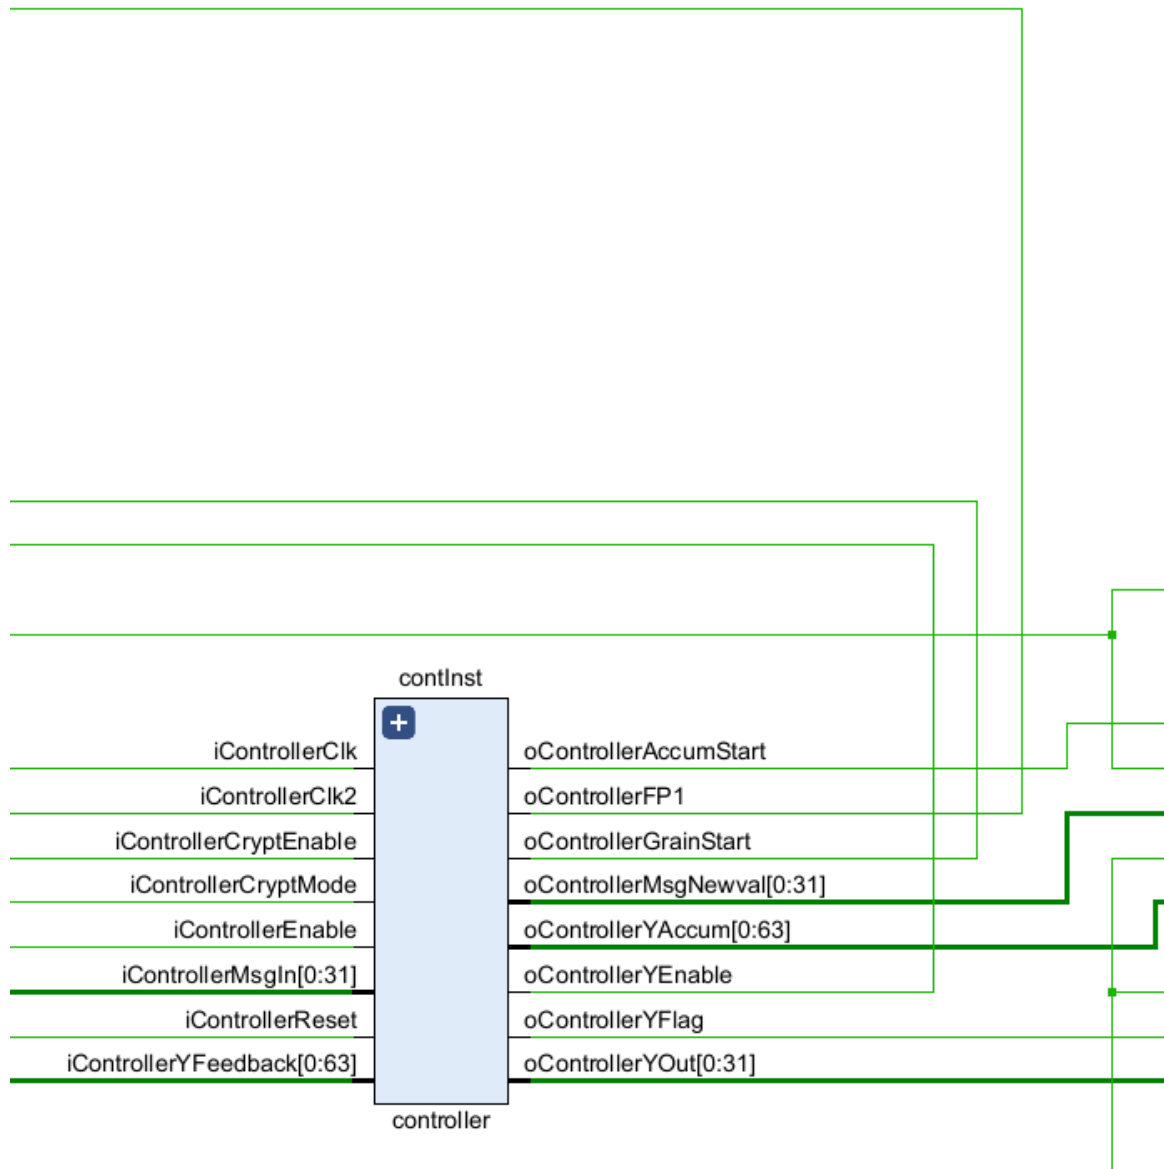 contInst
iControllerClk
oControllerAccumStart
iControllerClk2
oControllerFP1
iControllerCryptEnable
oControllerGrainStart
iControllerCryptMode
oControllerMsgNewval[0:31]
iControllerEnable
oControllerYAccum[0:63]
iControllerMsgIn[0:31]
oControllerYEnable
iControllerReset
oControllerYFlag
iControllerYFeedback[0:63]
oControllerYOut[0:31]
controller